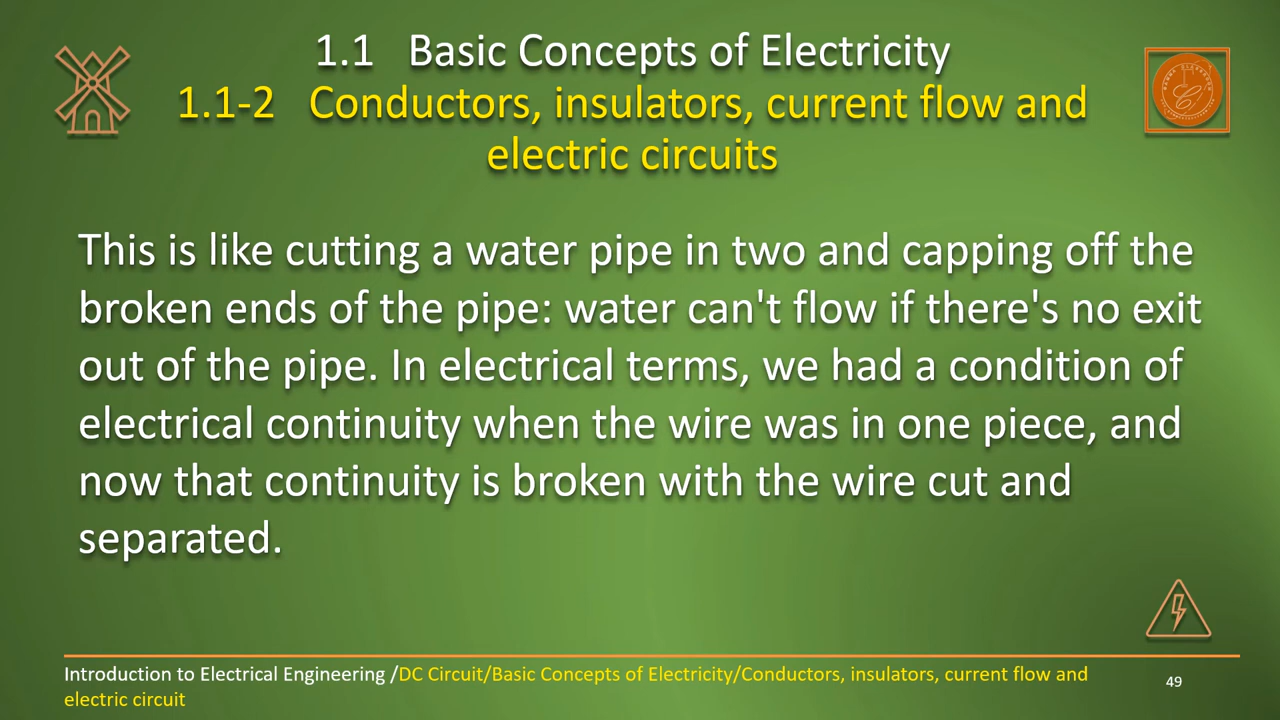 1.1 Basic Concepts of Electricity
1.1-2 Conductors, insulators, current flow and
electric circuits
This is like cutting a water pipe in two and capping off the
broken ends of the pipe: water can't flow if there's no exit
out of the pipe. In electrical terms, we had a condition of
electrical continuity when the wire was in one piece, and
now that continuity is broken with the wire cut and
separated.
Introduction to Electrical Engineering /DC Circuit/Basic Concepts of Electricity/Conductors, insulators, current flow and
electric circuit
49